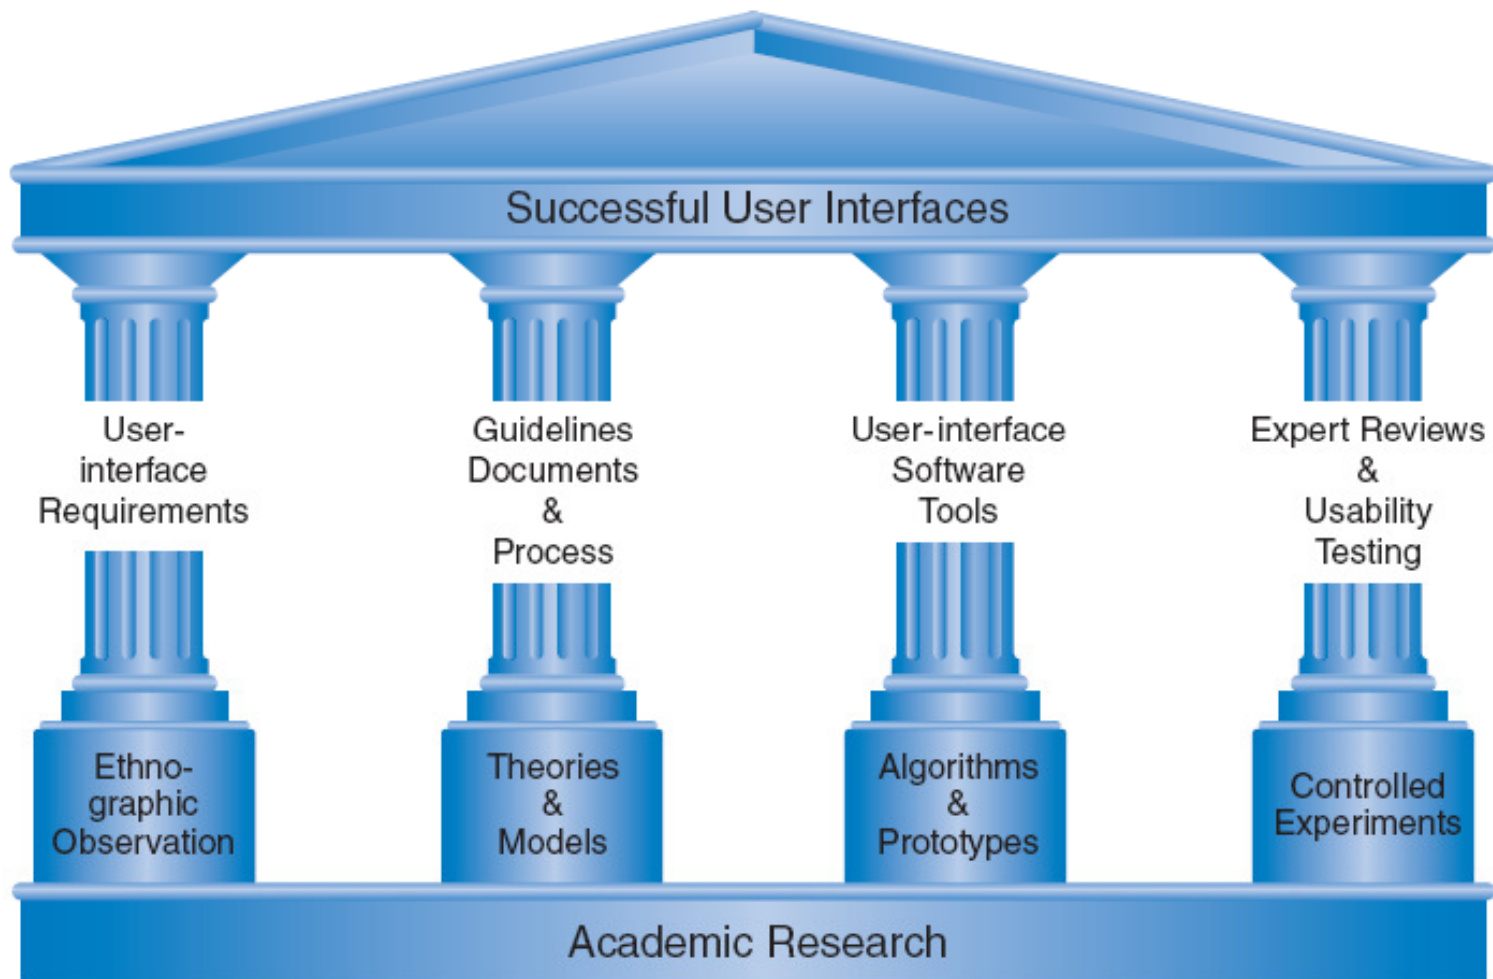 Successful User Interfaces
User-
interface
Requirements
Guidelines
Documents
&
Process
User-interface
Software
Tools
Expert Reviews
&
Usability
Testing
Ethno-
graphic
Observation
Theories
&
Models
Algorithms
&
Prototypes
Controlled
Experiments
Academic Research